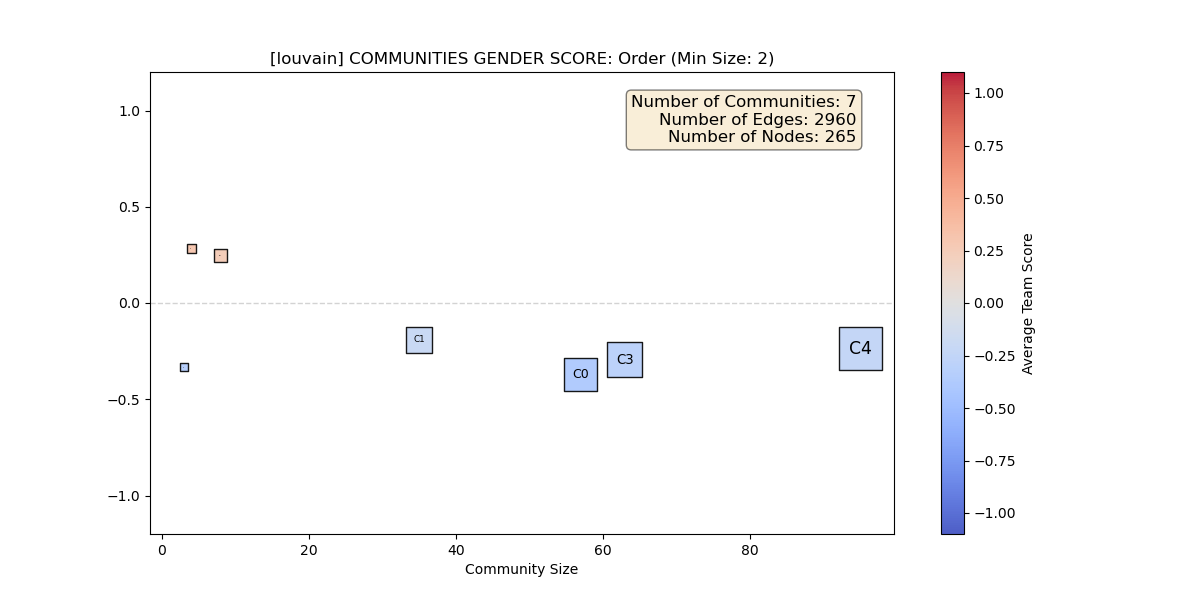 [louvain] COMMUNITIES GENDER SCORE: Order (Min Size: 2)
Number of Communities: 7
Number of Edges: 2960
Number of Nodes: 265
1.0
0.5
0.0
−0.5
−1.0
C1
C0
C3
C4
0
20
40
60
80
Community Size
1.00
0.75
0.50
0.25
0.00
−0.25
−0.50
−0.75
−1.00
Average Team Score